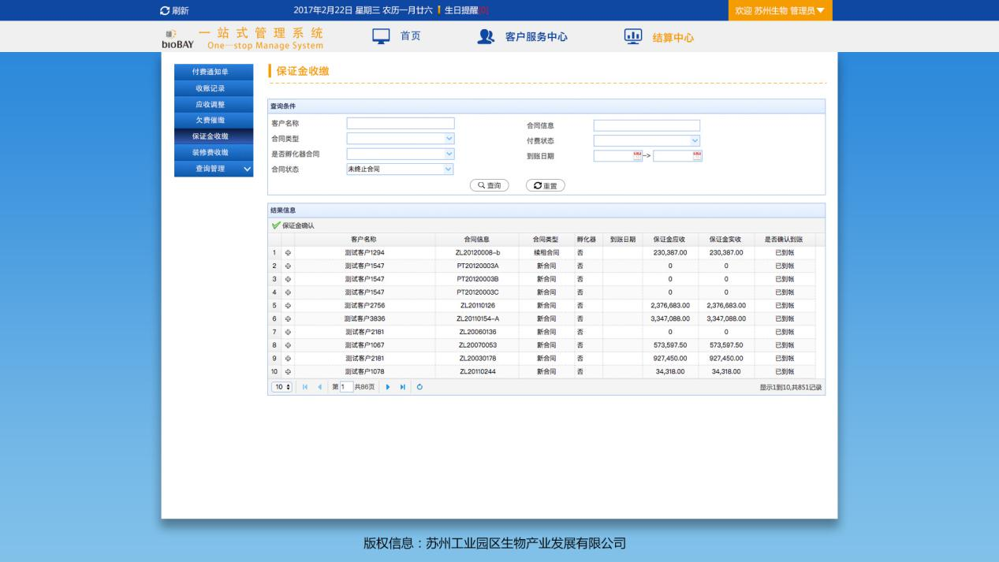 刷新 2017年2月22日 星期三 农历一月廿六 生日提醒[0] 欢迎 苏州生物 管理员
bioBAY 一站式管理系统 首页 客户服务中心 结算中心
One—stop Manage System
付费通知单
收账记录
应收调整
欠费催缴
保证金收缴
装修费收缴
查询管理
保证金收缴
查询条件
客户名称 合同信息
合同类型 付费状态
是否孵化器合同 到账日期 ->
合同状态 未终止合同
查询 重置
结果信息
保证金确认
客户名称 合同信息 合同类型 孵化器 到账日期 保证金应收 保证金实收 是否确认到账
1 测试客户1294 ZL20120008-b 续租合同 否 230,387.00 230,387.00 已到帐
2 测试客户1547 PT20120003A 新合同 否 0 0 已到帐
3 测试客户1547 PT20120003B 新合同 否 0 0 已到帐
4 测试客户1547 PT20120003C 新合同 否 0 0 已到帐
5 测试客户2756 ZL20110126 新合同 否 2,376,683.00 2,376,683.00 已到帐
6 测试客户3836 ZL20110154-A 新合同 否 3,347,088.00 3,347,088.00 已到帐
7 测试客户2181 ZL20060136 新合同 否 0 0 已到帐
8 测试客户1067 ZL20070053 新合同 否 573,597.50 573,597.50 已到帐
9 测试客户2181 ZL20030178 新合同 否 927,450.00 927,450.00 已到帐
10 测试客户1078 ZL20110244 新合同 否 34,318.00 34,318.00 已到帐
10 第 1 共86页 显示1到10,共851记录
版权信息：苏州工业园区生物产业发展有限公司